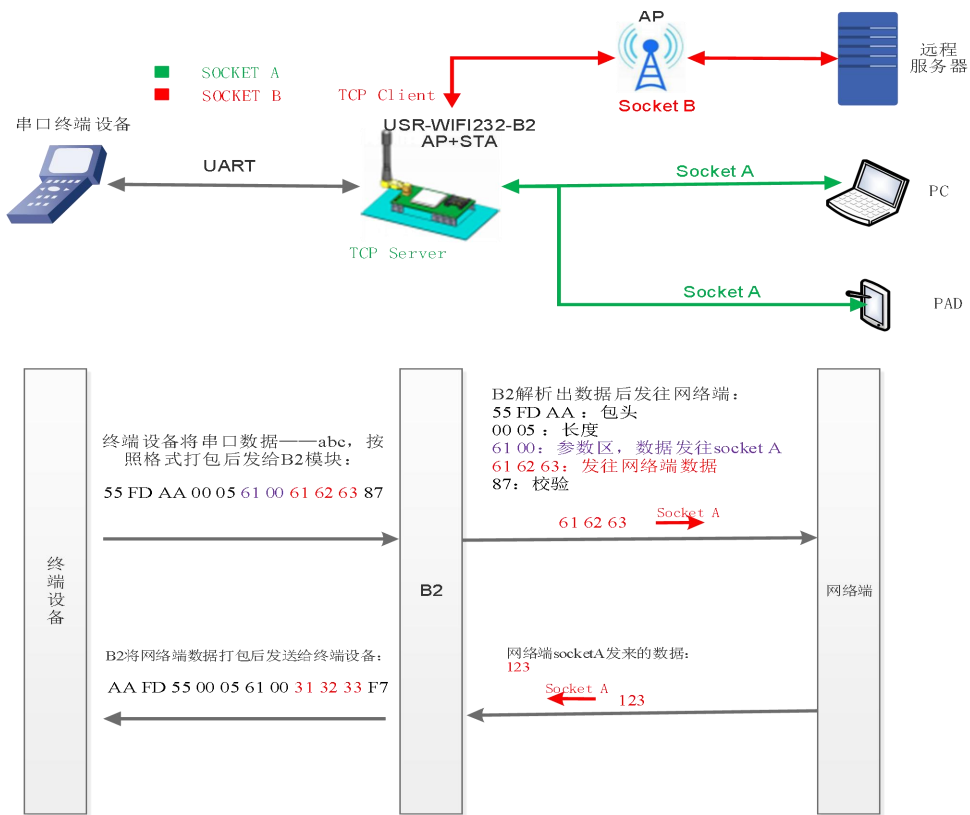 AP
远程
服务器
SOCKET A
SOCKET B
TCP Client
Socket B
串口终端设备
USR-WIFI232-B2
AP+STA
UART
Socket A
PC
TCP Server
Socket A
PAD
终端设备将串口数据——abc，按
照格式打包后发给B2模块：
55 FD AA 00 05 61 00 61 62 63 87
B2解析出数据后发往网络端：
55 FD AA：包头
00 05：长度
61 00：参数区，数据发往socket A
61 62 63：发往网络端数据
87：校验
61 62 63
Socket A
终端设备
B2
网络端
B2将网络端数据打包后发送给终端设备：
AA FD 55 00 05 61 00 31 32 33 F7
网络端socketA发来的数据：
123
Socket A
123